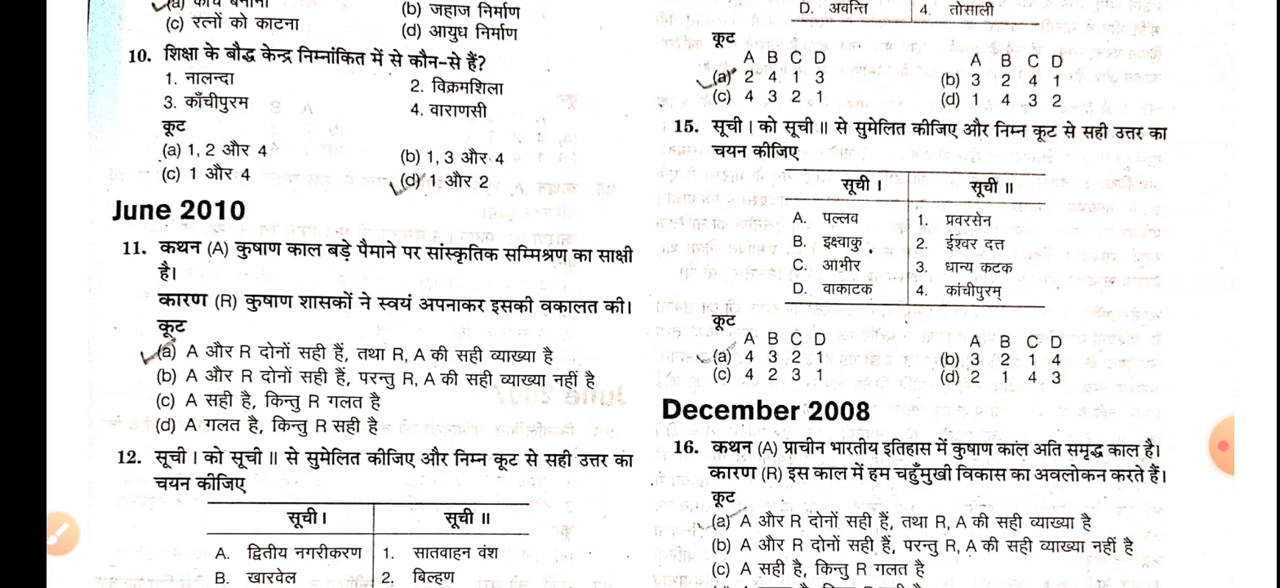 (a) काँच बनाना
(b) जहाज निर्माण
(c) रत्नों को काटना
(d) आयुध निर्माण
10. शिक्षा के बौद्ध केन्द्र निम्नांकित में से कौन-से हैं?
1. नालन्दा
2. विक्रमशिला
3. काँचीपुरम
4. वाराणसी
कूट
(a) 1, 2 और 4
(b) 1, 3 और 4
(c) 1 और 4
(d) 1 और 2
June 2010
11. कथन (A) कुषाण काल बड़े पैमाने पर सांस्कृतिक सम्मिश्रण का साक्षी
है।
कारण (R) कुषाण शासकों ने स्वयं अपनाकर इसकी वकालत की।
कूट
(a) A और R दोनों सही हैं, तथा R, A की सही व्याख्या है
(b) A और R दोनों सही हैं, परन्तु R, A की सही व्याख्या नहीं है
(c) A सही है, किन्तु R गलत है
(d) A गलत है, किन्तु R सही है
12. सूची I को सूची II से सुमेलित कीजिए और निम्न कूट से सही उत्तर का
चयन कीजिए
सूची I सूची II
A. द्वितीय नगरीकरण 1. सातवाहन वंश
B. खारवेल 2. बिल्हण
D. अवन्ति 4. तोसाली
कूट
A B C D A B C D
(a) 2 4 1 3 (b) 3 2 4 1
(c) 4 3 2 1 (d) 1 4 3 2
15. सूची I को सूची II से सुमेलित कीजिए और निम्न कूट से सही उत्तर का
चयन कीजिए
सूची I सूची II
A. पल्लव 1. प्रवरसेन
B. इक्ष्वाकु 2. ईश्वर दत्त
C. आभीर 3. धान्य कटक
D. वाकाटक 4. कांचीपुरम्
कूट
A B C D A B C D
(a) 4 3 2 1 (b) 3 2 1 4
(c) 4 2 3 1 (d) 2 1 4 3
December 2008
16. कथन (A) प्राचीन भारतीय इतिहास में कुषाण काल अति समृद्ध काल है।
कारण (R) इस काल में हम चहुँमुखी विकास का अवलोकन करते हैं।
कूट
(a) A और R दोनों सही हैं, तथा R, A की सही व्याख्या है
(b) A और R दोनों सही हैं, परन्तु R, A की सही व्याख्या नहीं है
(c) A सही है, किन्तु R गलत है